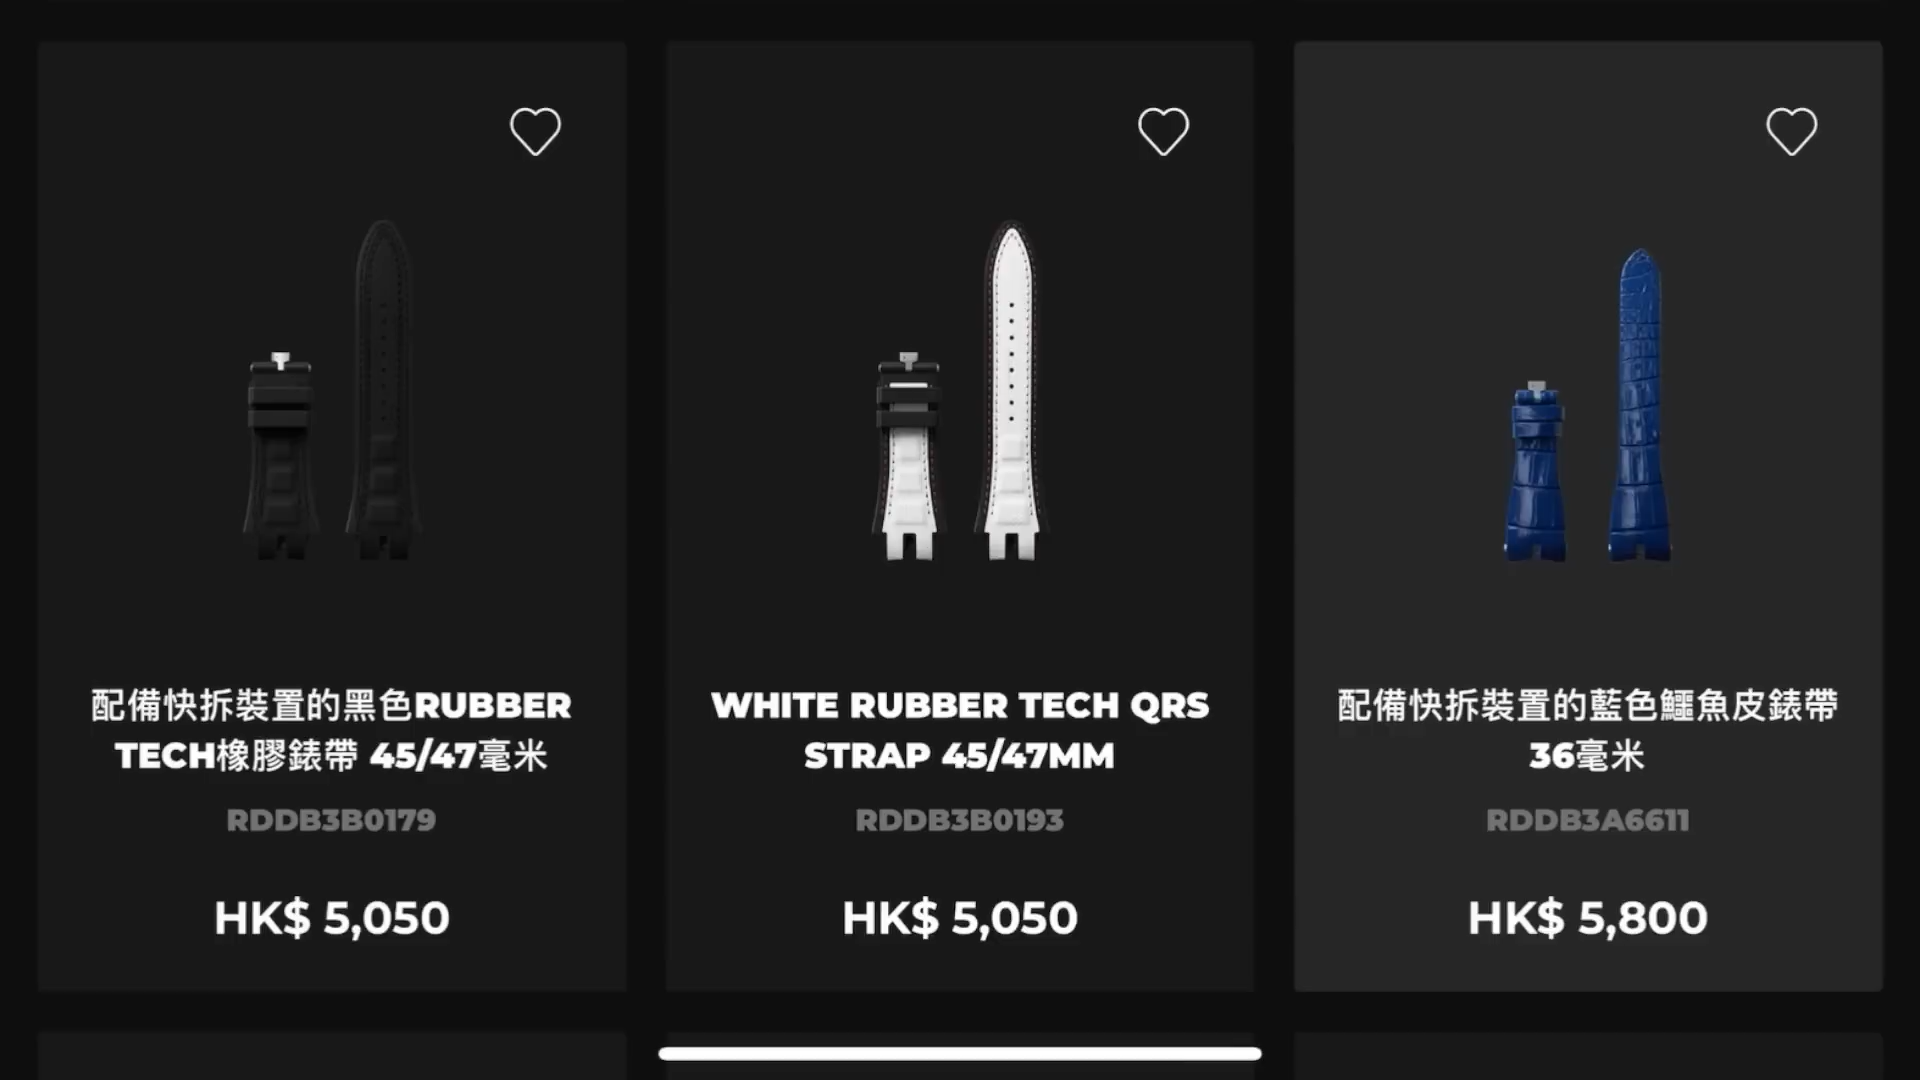 配備快拆裝置的黑色RUBBER
TECH橡膠錶帶 45/47毫米
RDDB3B0179
HK$ 5,050
WHITE RUBBER TECH QRS
STRAP 45/47MM
RDDB3B0193
HK$ 5,050
配備快拆裝置的藍色鱷魚皮錶帶
36毫米
RDDB3A6611
HK$ 5,800